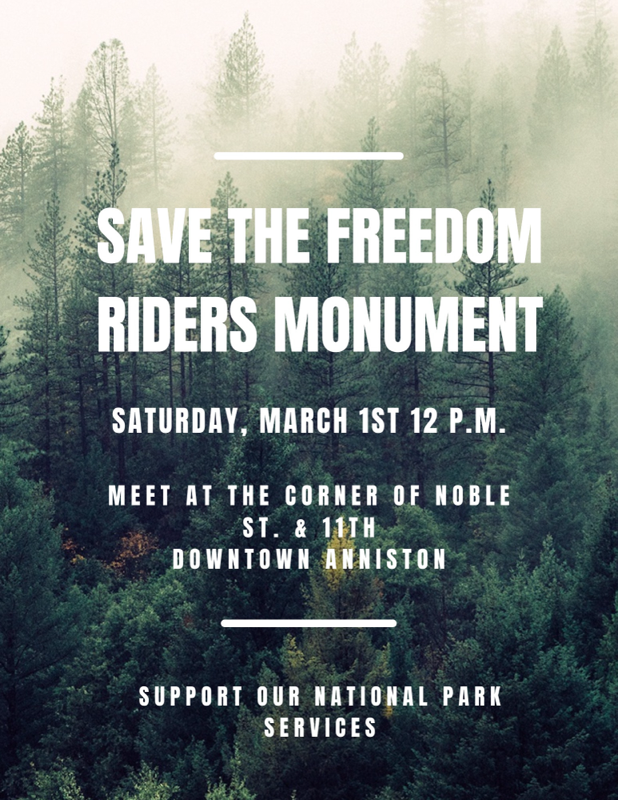 SAVE THE FREEDOM
RIDERS MONUMENT
SATURDAY, MARCH 1ST 12 P.M.
MEET AT THE CORNER OF NOBLE
ST. & 11TH
DOWNTOWN ANNISTON
SUPPORT OUR NATIONAL PARK
SERVICES